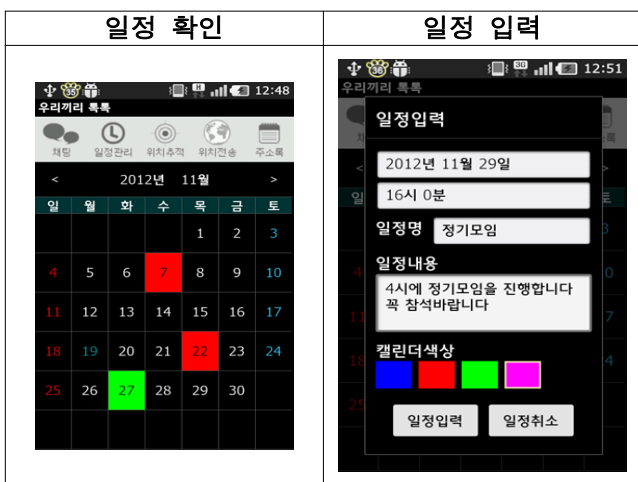 일정 확인
일정 입력
36 H 12:48
우리끼리 톡톡
채팅 일정관리 위치추적 위치전송 주소록
< 2012년 11월 >
일 월 화 수 목 금 토
1 2 3
4 5 6 7 8 9 10
11 12 13 14 15 16 17
18 19 20 21 22 23 24
25 26 27 28 29 30
36 3G 12:51
우리끼리 톡톡
일정입력
2012년 11월 29일
16시 0분
일정명 정기모임
일정내용
4시에 정기모임을 진행합니다
꼭 참석바랍니다
캘린더색상
일정입력 일정취소